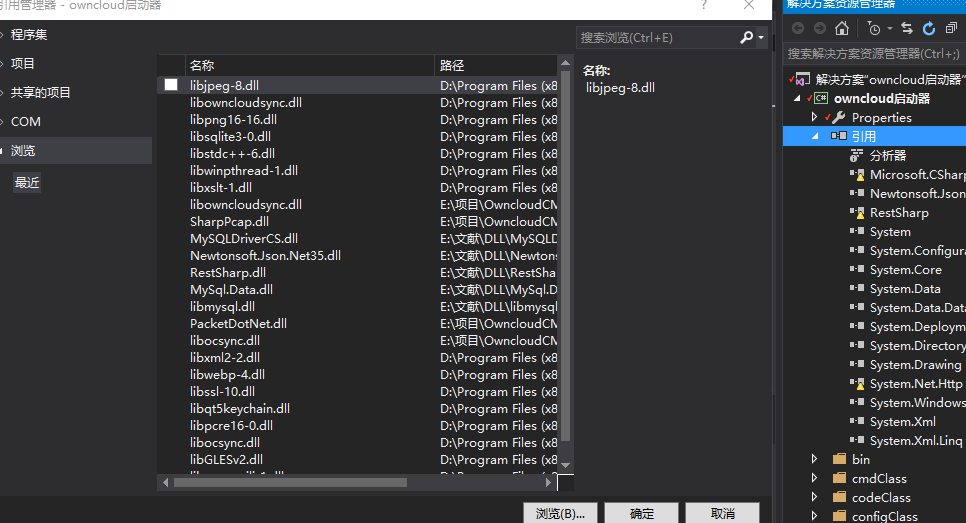 引用管理器 - owncloud启动器
?
程序集
项目
共享的项目
COM
浏览
最近
搜索浏览(Ctrl+E)
名称 路径
libjpeg-8.dll D:\Program Files (x8
libowncloudsync.dll D:\Program Files (x8
libpng16-16.dll D:\Program Files (x8
libsqlite3-0.dll D:\Program Files (x8
libstdc++-6.dll D:\Program Files (x8
libwinpthread-1.dll D:\Program Files (x8
libxslt-1.dll D:\Program Files (x8
libowncloudsync.dll E:\项目\OwncloudCM
SharpPcap.dll E:\项目\OwncloudCM
MySQLDriverCS.dll E:\文献\DLL\MySQLD
Newtonsoft.Json.Net35.dll E:\文献\DLL\Newtons
RestSharp.dll E:\文献\DLL\RestSha
MySql.Data.dll E:\文献\DLL\MySql.D
libmysql.dll E:\文献\DLL\libmysql
PacketDotNet.dll E:\项目\OwncloudCM
libocsync.dll E:\项目\OwncloudCM
libxml2-2.dll D:\Program Files (x8
libwebp-4.dll D:\Program Files (x8
libssl-10.dll D:\Program Files (x8
libqt5keychain.dll D:\Program Files (x8
libpcre16-0.dll D:\Program Files (x8
libocsync.dll D:\Program Files (x8
libGLESv2.dll D:\Program Files (x8
名称:
libjpeg-8.dll
浏览(B)... 确定 取消
解决方案资源管理器
搜索解决方案资源管理器(Ctrl+;)
解决方案"owncloud启动器"
C# owncloud启动器
Properties
引用
分析器
Microsoft.CSharp
Newtonsoft.Json
RestSharp
System
System.Configura
System.Core
System.Data
System.Data.Data
System.Deploym
System.Directory
System.Drawing
System.Net.Http
System.Windows
System.Xml
System.Xml.Linq
bin
cmdClass
codeClass
configClass